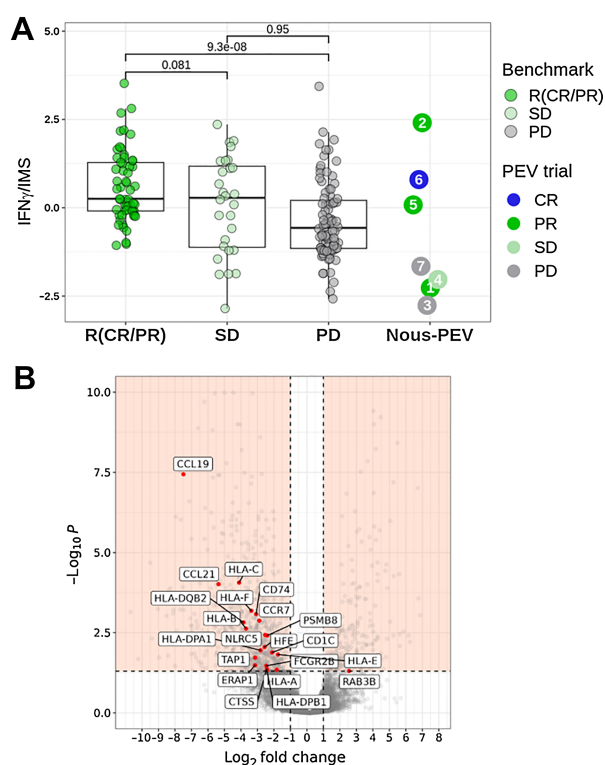 A
5.0
0.95
9.3e-08
0.081
2.5
0.0
−2.5
IFNγ/IMS
2
6
5
7
4
1
3
R(CR/PR)
SD
PD
Nous-PEV
Benchmark
R(CR/PR)
SD
PD
PEV trial
CR
PR
SD
PD
B
10.0
7.5
5.0
2.5
0.0
−Log10 P
CCL19
CCL21
HLA-C
CD74
HLA-DQB2
HLA-F
CCR7
HLA-B
PSMB8
HLA-DPA1
NLRC5
HFE
CD1C
TAP1
FCGR2B
HLA-E
ERAP1
HLA-A
RAB3B
CTSS
HLA-DPB1
−10 −9 −8 −7 −6 −5 −4 −3 −2 −1 0 1 2 3 4 5 6 7 8
Log2 fold change